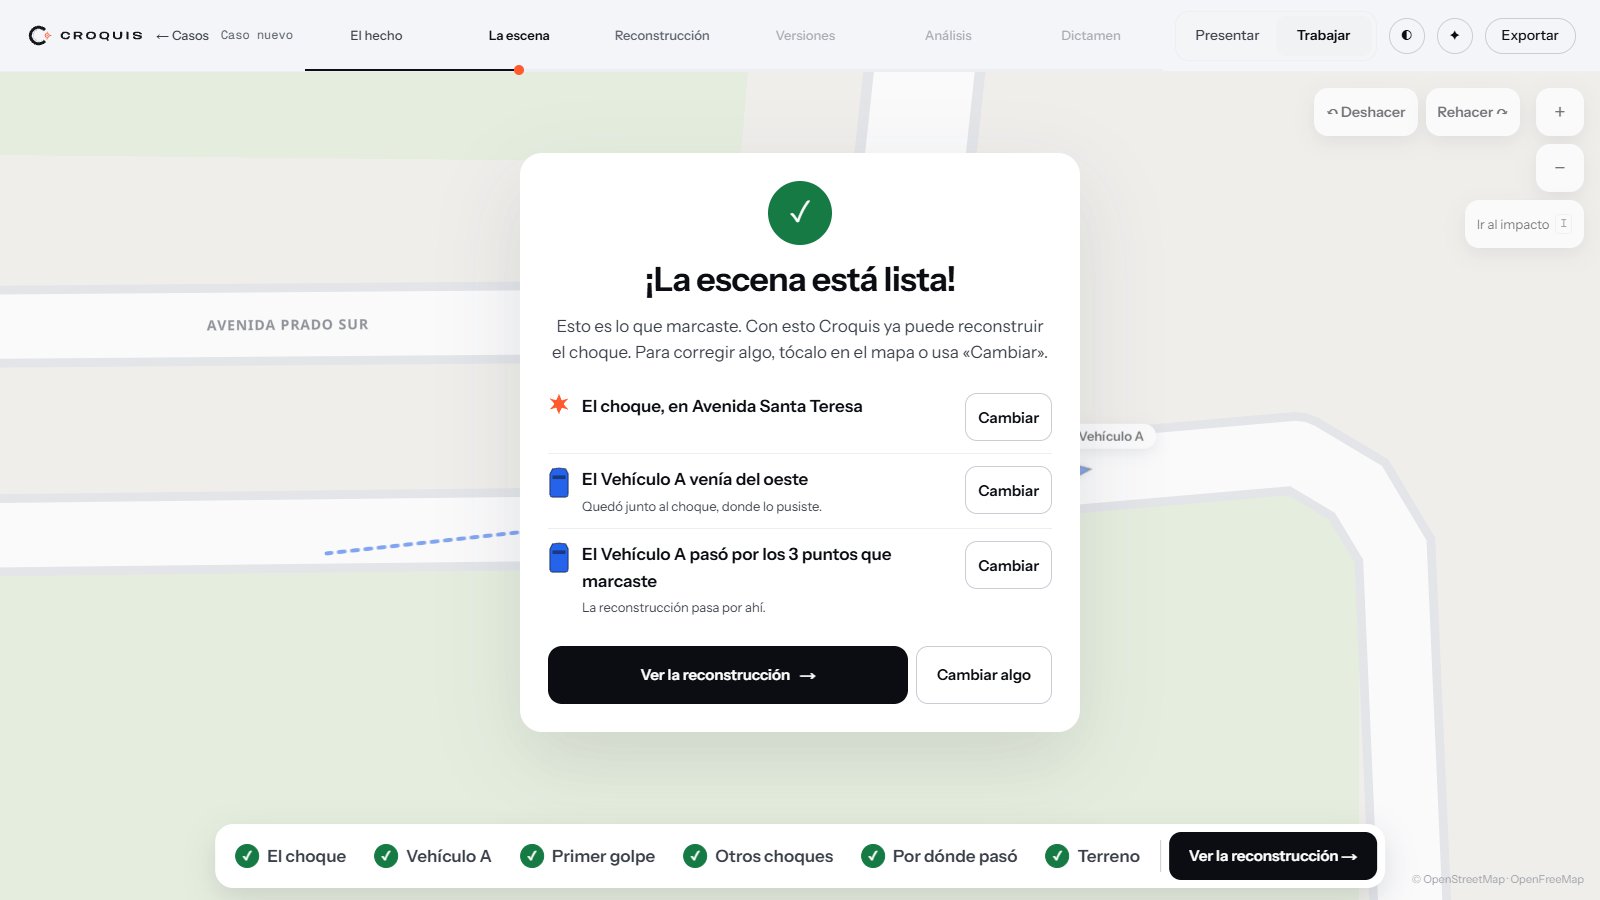 CROQUIS
← Casos
Caso nuevo
El hecho
La escena
Reconstrucción
Versiones
Análisis
Dictamen
Presentar
Trabajar
Exportar
Deshacer
Rehacer
+
−
Ir al impacto I
AVENIDA PRADO SUR
Vehículo A
¡La escena está lista!
Esto es lo que marcaste. Con esto Croquis ya puede reconstruir
el choque. Para corregir algo, tócalo en el mapa o usa «Cambiar».
El choque, en Avenida Santa Teresa
Cambiar
El Vehículo A venía del oeste
Quedó junto al choque, donde lo pusiste.
Cambiar
El Vehículo A pasó por los 3 puntos que
marcaste
La reconstrucción pasa por ahí.
Cambiar
Ver la reconstrucción →
Cambiar algo
El choque
Vehículo A
Primer golpe
Otros choques
Por dónde pasó
Terreno
Ver la reconstrucción →
© OpenStreetMap · OpenFreeMap